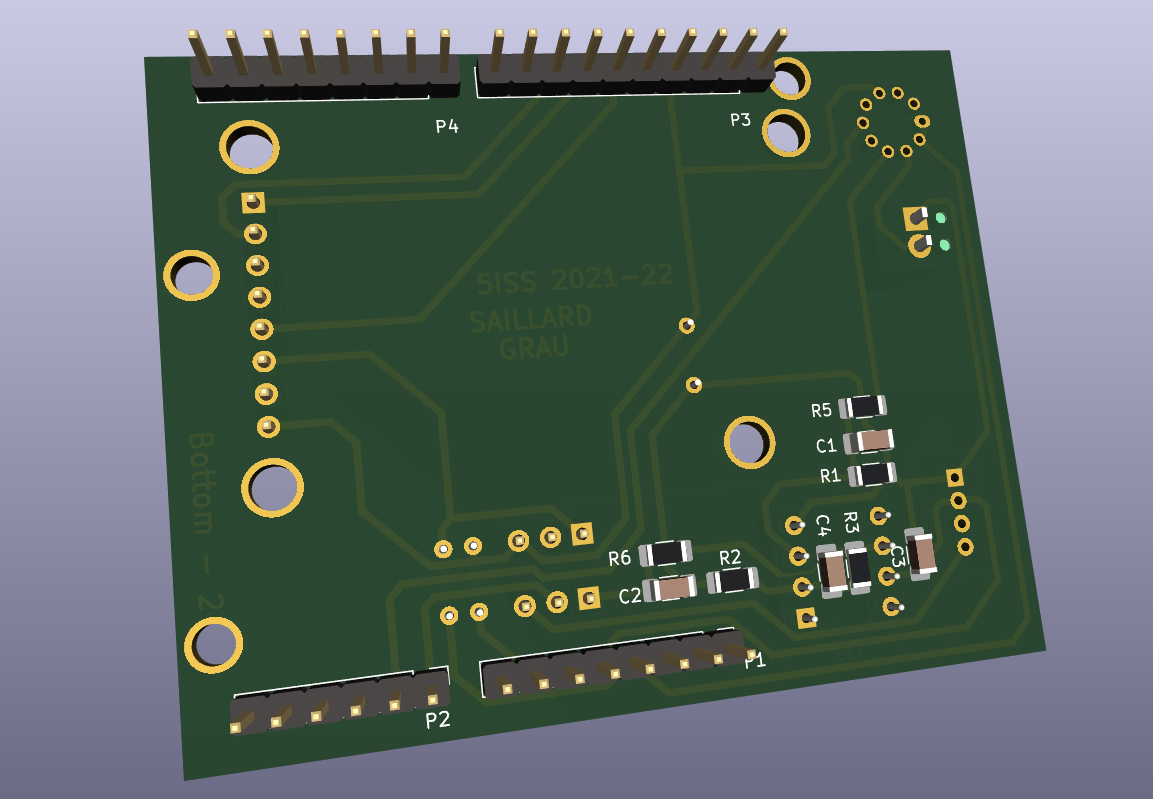 P4
P3
5ISS 2021-22
SAILLARD
GRAU
R5
C1
R1
Bottom - 2
C4
R3
C3
R6
R2
C2
P1
P2